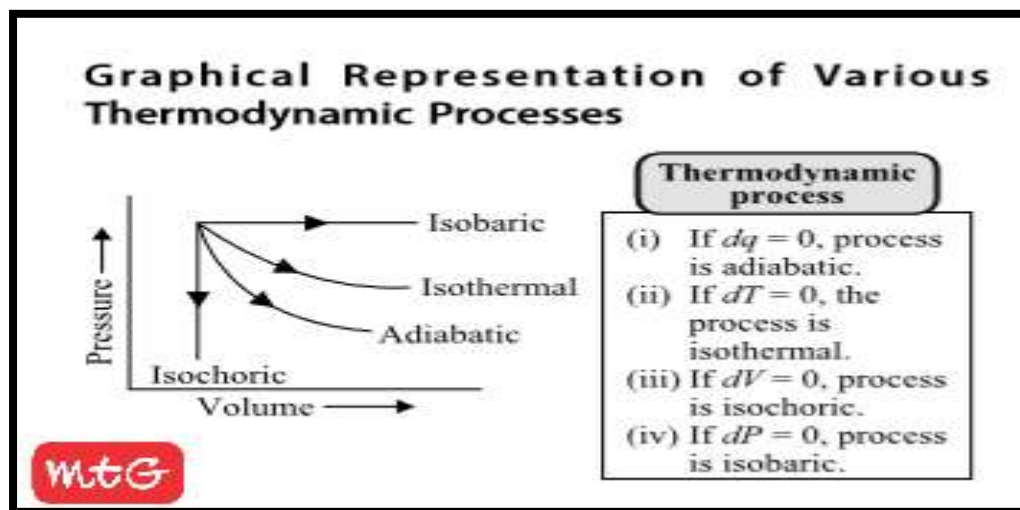 Graphical Representation of Various
Thermodynamic Processes
Pressure
Isobaric
Isothermal
Adiabatic
Isochoric
Volume
Thermodynamic
process
(i) If dq = 0, process
is adiabatic.
(ii) If dT = 0, the
process is
isothermal.
(iii) If dV = 0, process
is isochoric.
(iv) If dP = 0, process
is isobaric.
mtG